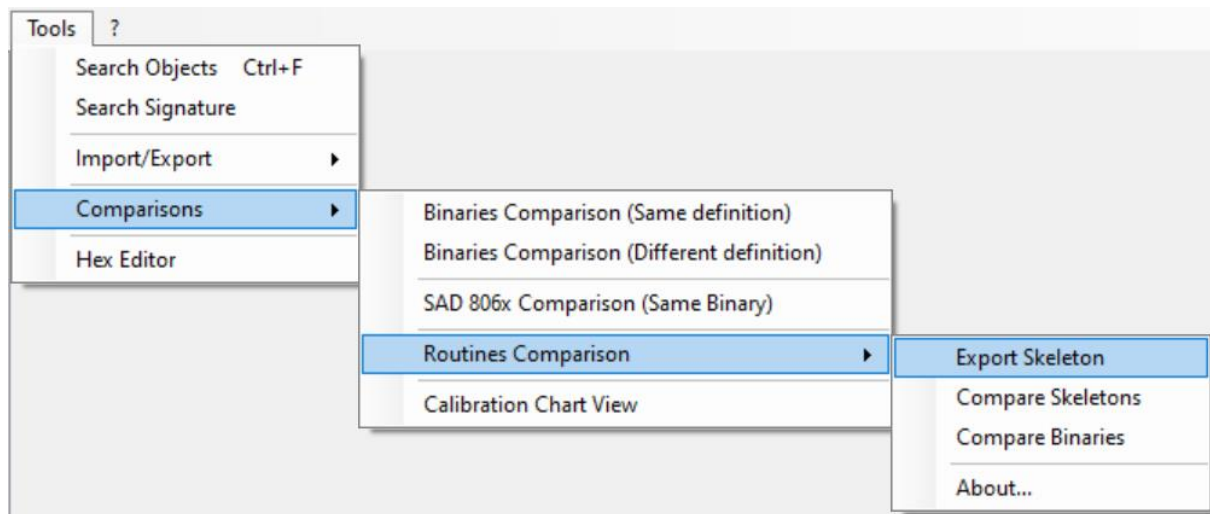 Tools ?
Search Objects Ctrl+F
Search Signature
Import/Export
Comparisons
Hex Editor
Binaries Comparison (Same definition)
Binaries Comparison (Different definition)
SAD 806x Comparison (Same Binary)
Routines Comparison
Calibration Chart View
Export Skeleton
Compare Skeletons
Compare Binaries
About...